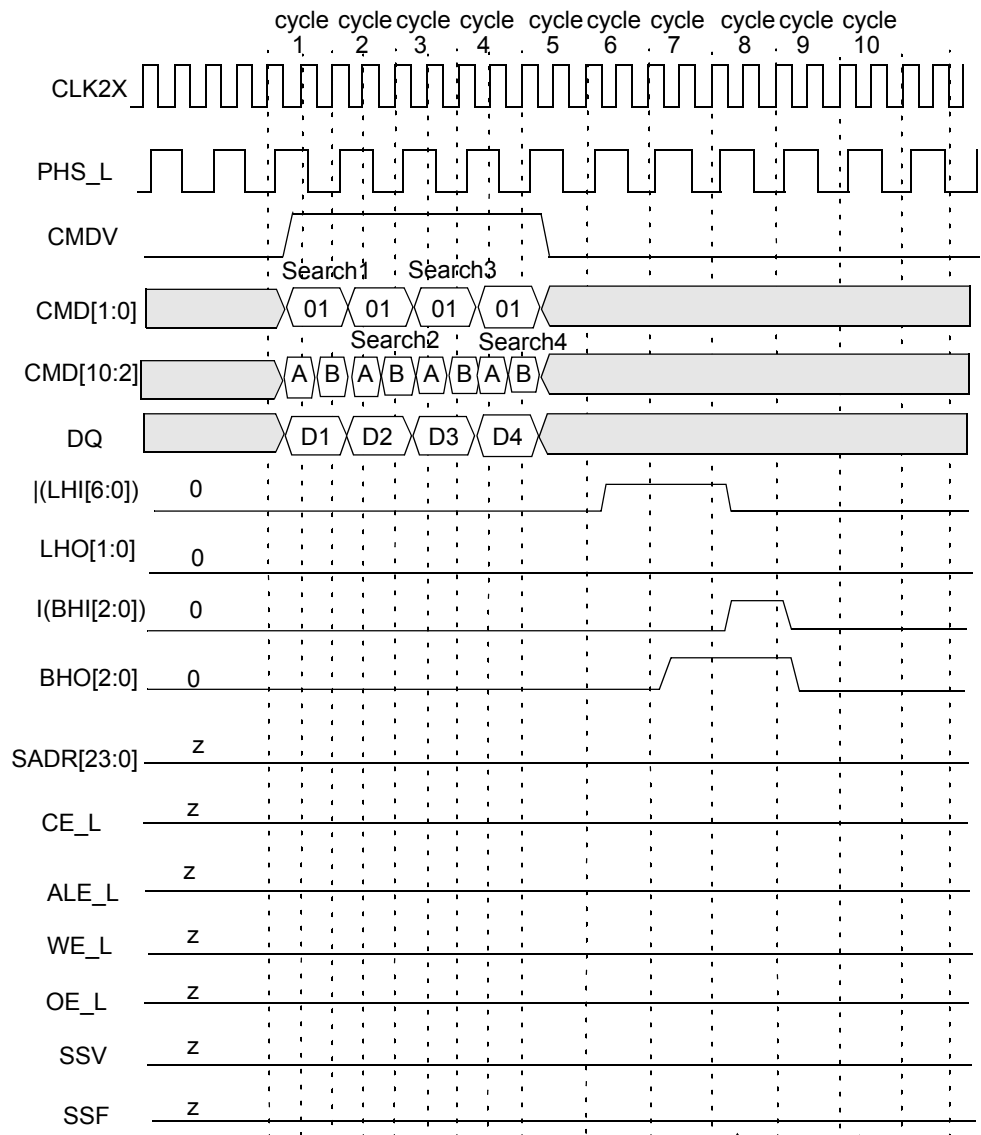 cycle cycle cycle cycle cycle cycle cycle cycle cycle cycle
1 2 3 4 5 6 7 8 9 10
CLK2X
PHS_L
CMDV
Search1 Search3
CMD[1:0] 01 01 01 01
Search2 Search4
CMD[10:2] A B A B A B A B
DQ D1 D2 D3 D4
|(LHI[6:0]) 0
LHO[1:0] 0
I(BHI[2:0]) 0
BHO[2:0] 0
SADR[23:0] z
CE_L z
ALE_L z
WE_L z
OE_L z
SSV z
SSF z